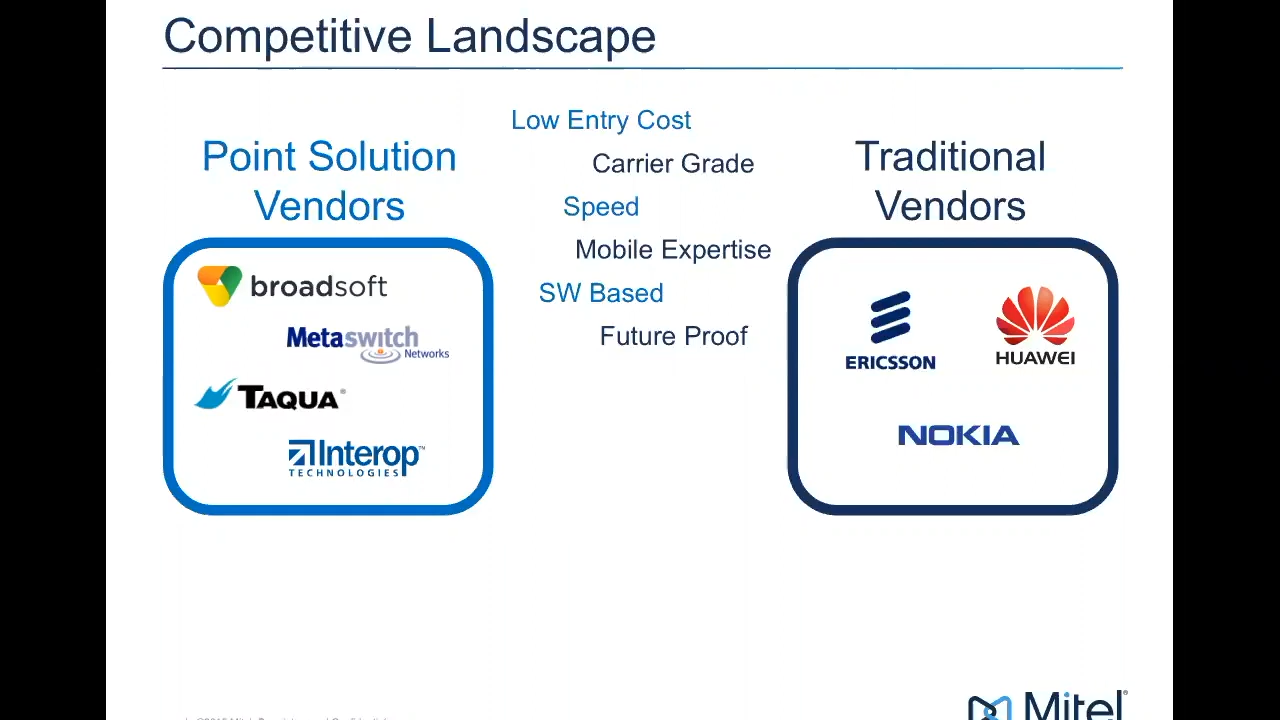 Competitive Landscape
Point Solution
Vendors
broadsoft
Metaswitch
Networks
TAQUA®
Interop™
TECHNOLOGIES
Low Entry Cost
Carrier Grade
Speed
Mobile Expertise
SW Based
Future Proof
Traditional
Vendors
ERICSSON
HUAWEI
NOKIA
Mitel®